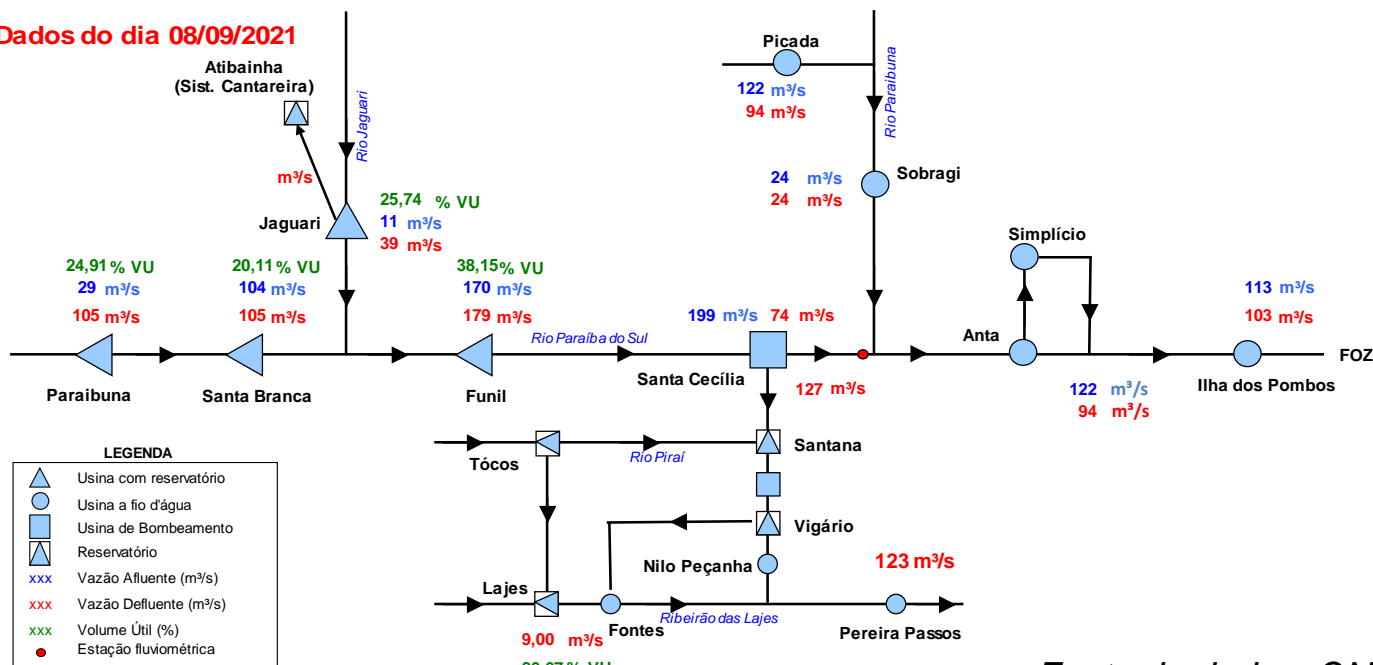 Dados do dia 08/09/2021
Atibainha
(Sist. Cantareira)
Rio Jaguari
m³/s
Jaguari
25,74 % VU
11 m³/s
39 m³/s
Picada
122 m³/s
94 m³/s
Rio Paraibuna
24 m³/s
24 m³/s
Sobragi
Simplício
24,91 % VU
29 m³/s
105 m³/s
Paraibuna
20,11 % VU
104 m³/s
105 m³/s
Santa Branca
38,15 % VU
170 m³/s
179 m³/s
Funil
Rio Paraíba do Sul
199 m³/s 74 m³/s
Santa Cecília
127 m³/s
Anta
122 m³/s
94 m³/s
113 m³/s
103 m³/s
Ilha dos Pombos
FOZ
Tócos
Rio Piraí
Santana
Vigário
Nilo Peçanha
123 m³/s
Lajes
Fontes
Ribeirão das Lajes
Pereira Passos
9,00 m³/s
LEGENDA
Usina com reservatório
Usina a fio d'água
Usina de Bombeamento
Reservatório
xxx Vazão Afluente (m³/s)
xxx Vazão Defluente (m³/s)
xxx Volume Útil (%)
Estação fluviométrica